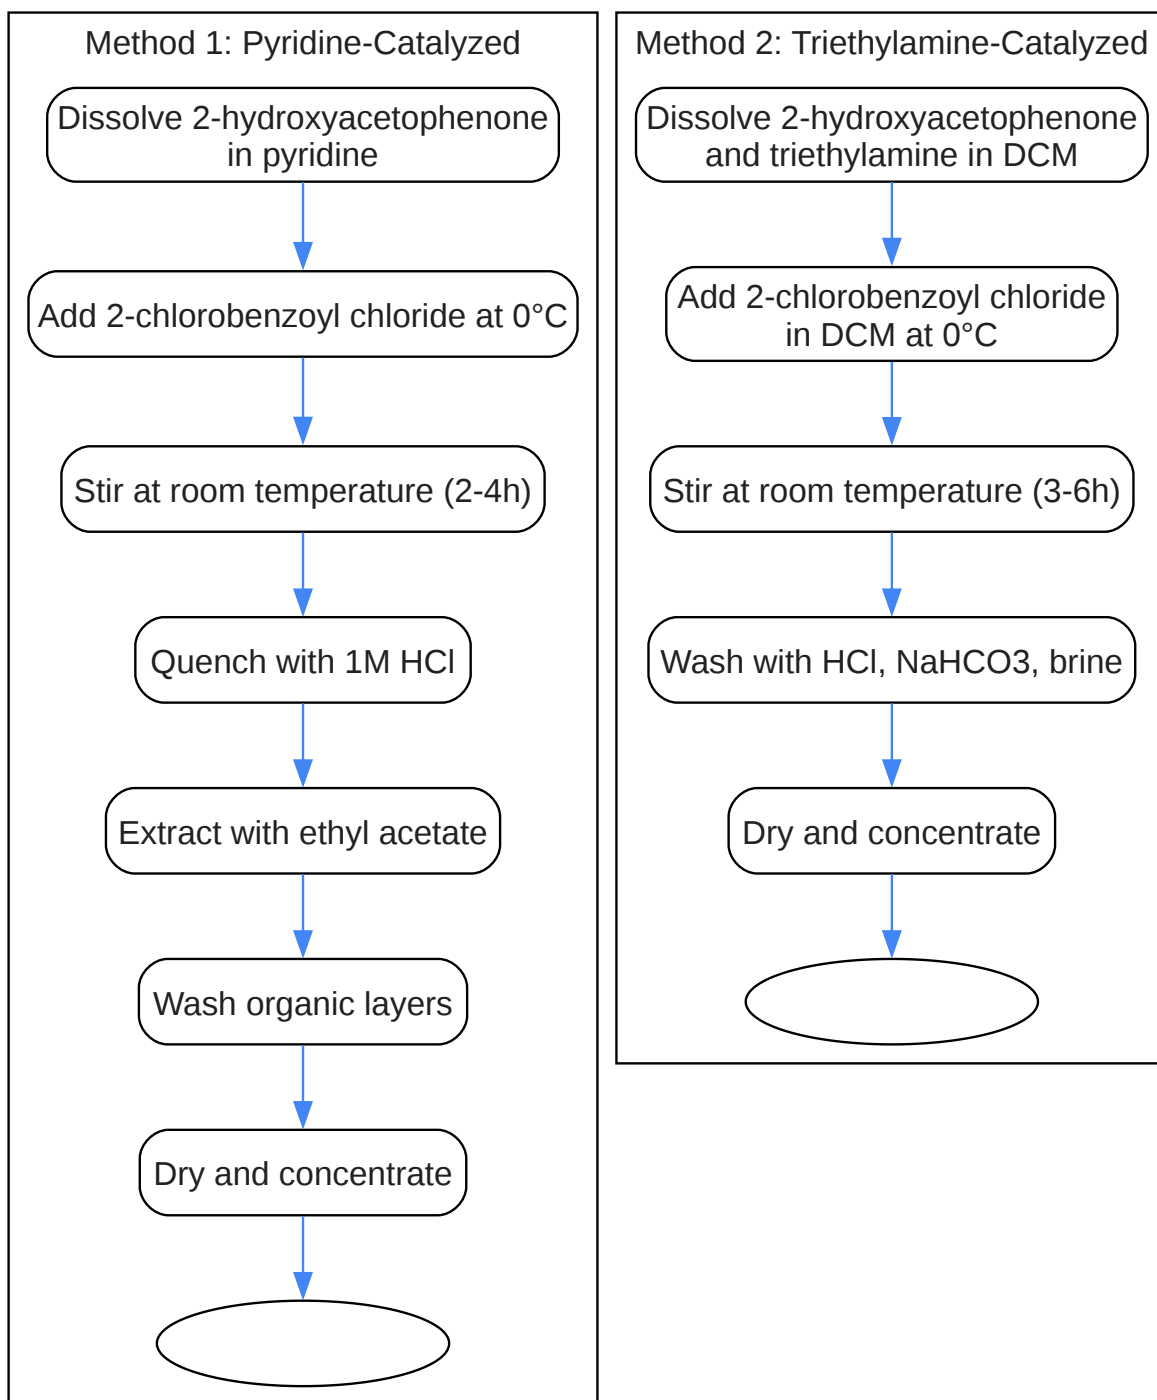 Method 1: Pyridine-Catalyzed
Dissolve 2-hydroxyacetophenone
in pyridine
Add 2-chlorobenzoyl chloride at 0°C
Stir at room temperature (2-4h)
Quench with 1M HCl
Extract with ethyl acetate
Wash organic layers
Dry and concentrate
Method 2: Triethylamine-Catalyzed
Dissolve 2-hydroxyacetophenone
and triethylamine in DCM
Add 2-chlorobenzoyl chloride
in DCM at 0°C
Stir at room temperature (3-6h)
Wash with HCl, NaHCO3, brine
Dry and concentrate